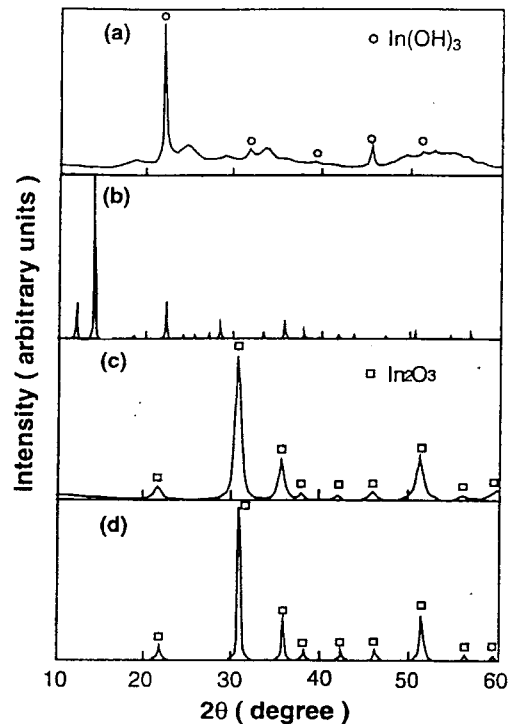 (a)
○ In(OH)3
(b)
(c)
□ In2O3
(d)
Intensity ( arbitrary units )
10 20 30 40 50 60
2θ ( degree )